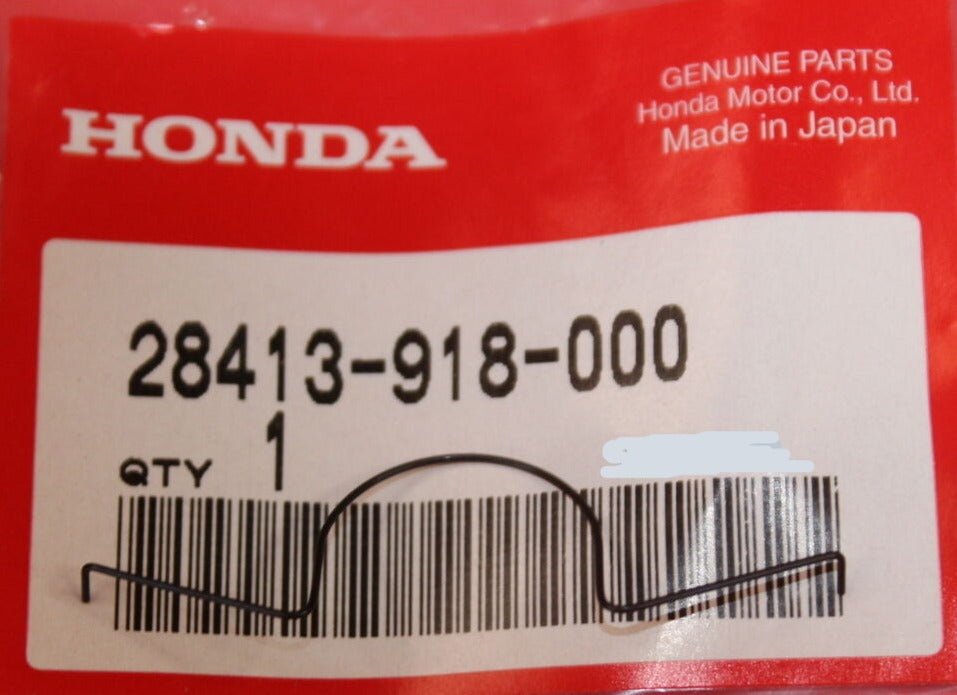 HONDA
GENUINE PARTS
Honda Motor Co., Ltd.
Made in Japan
28413-918-000
QTY 1